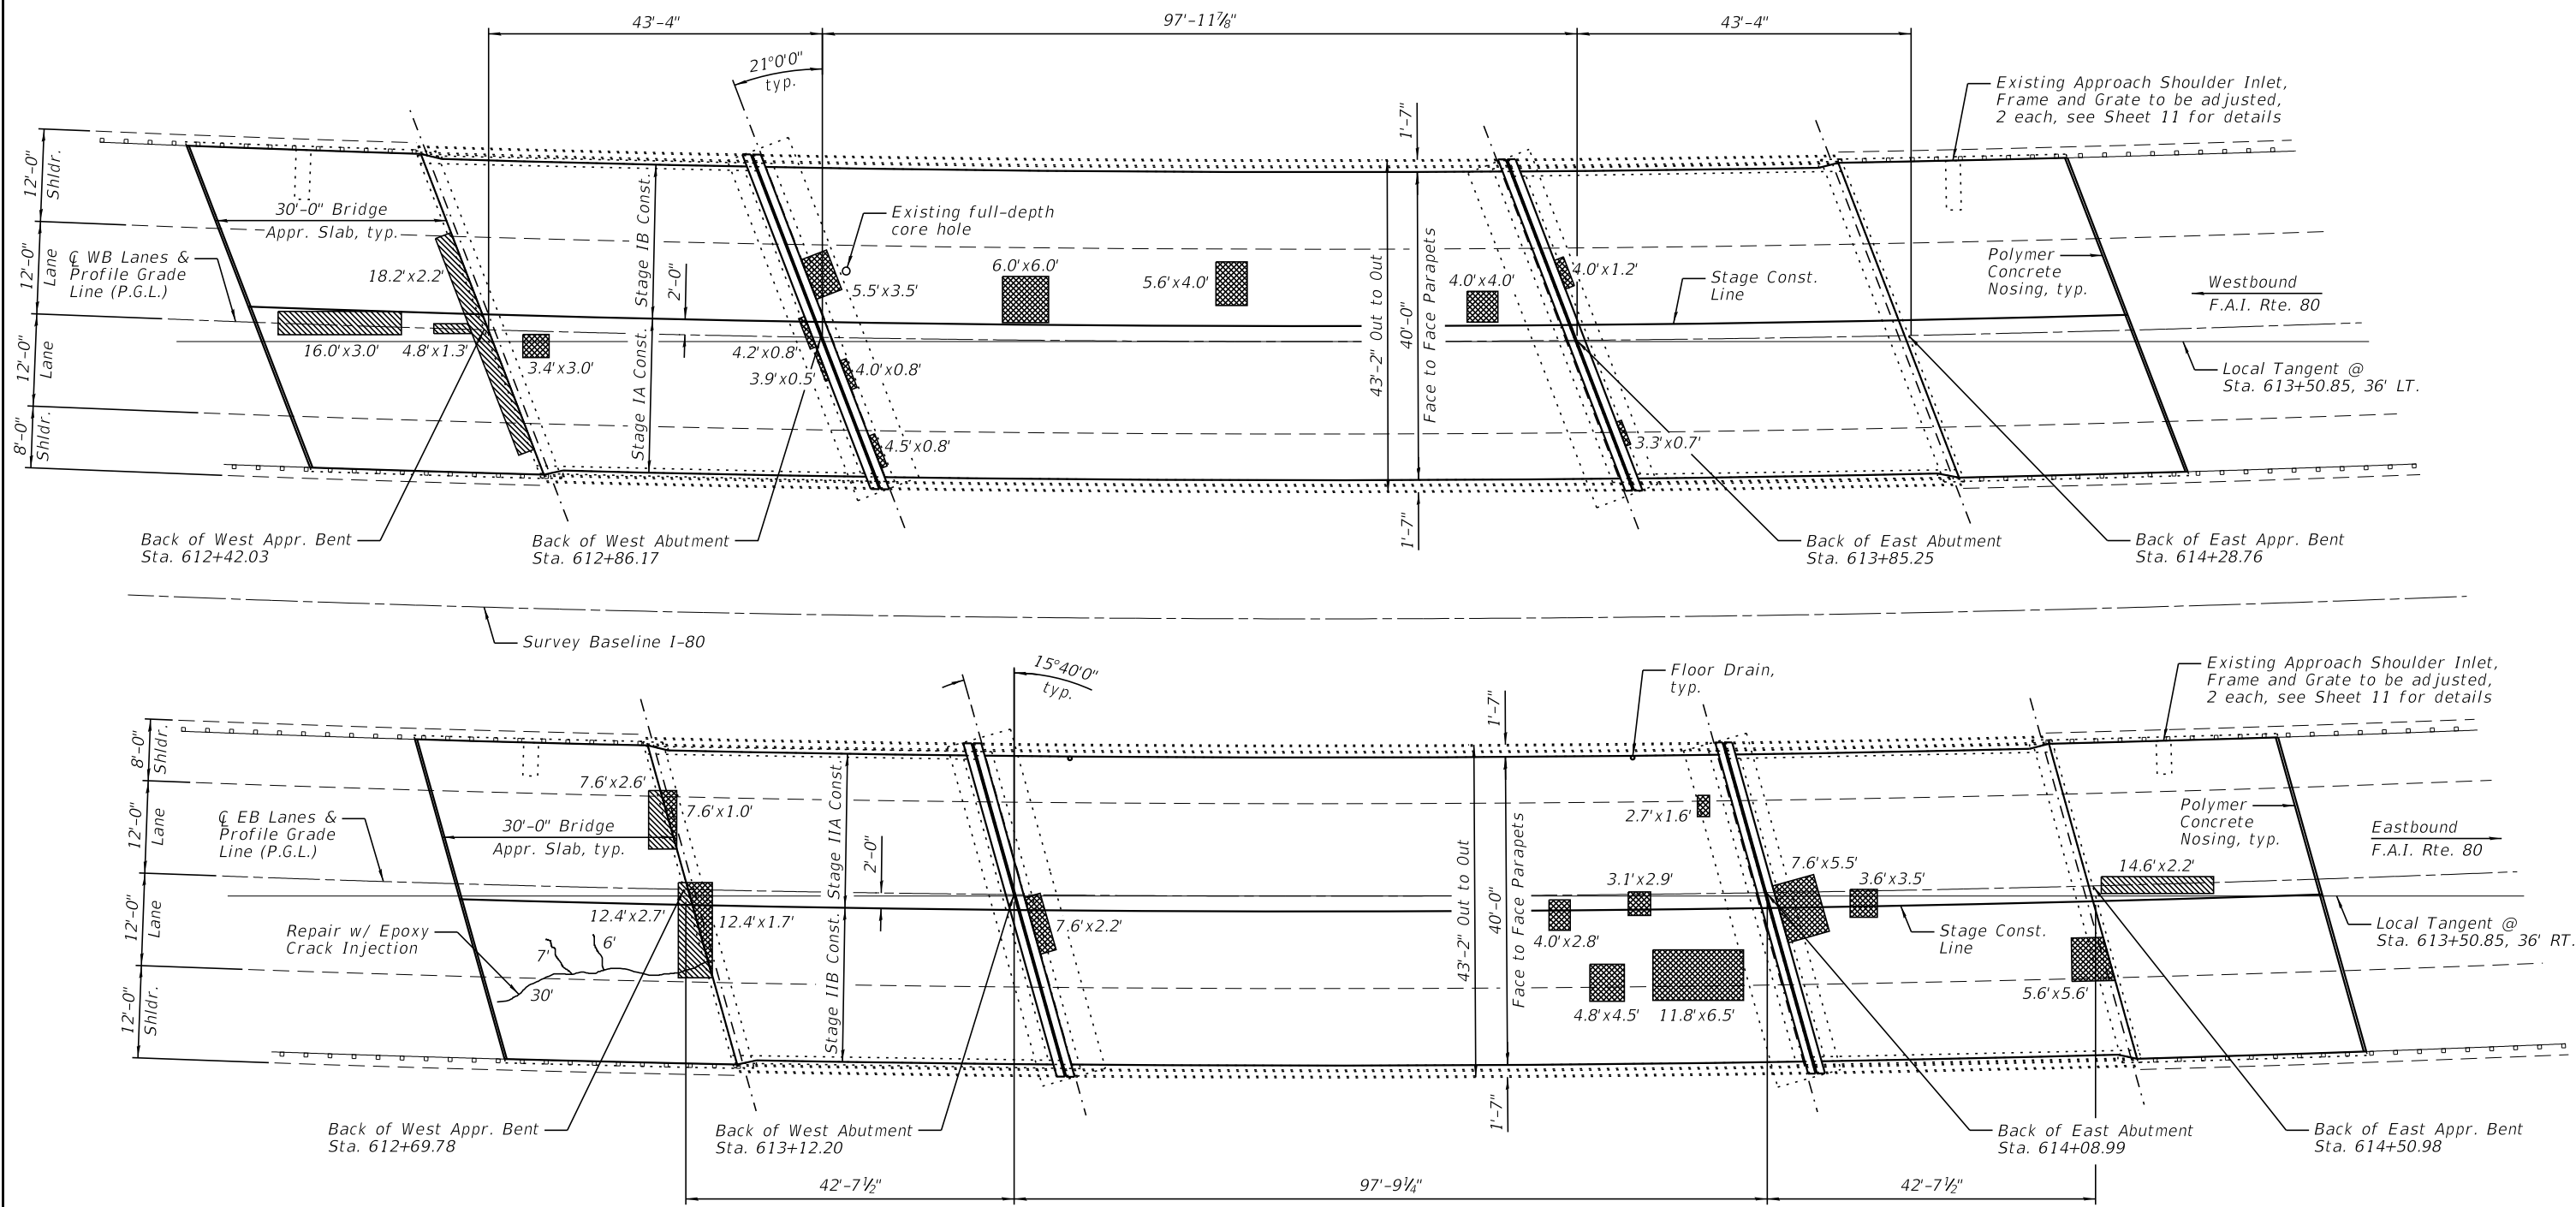 43'-4"
97'-11⅞"
43'-4"
21°0'0"
typ.
Existing Approach Shoulder Inlet,
Frame and Grate to be adjusted,
2 each, see Sheet 11 for details
1'-7"
12'-0"
Shldr.
30'-0" Bridge
Appr. Slab, typ.
Existing full-depth
core hole
Stage IB Const.
12'-0"
Lane
℄ WB Lanes &
Profile Grade
Line (P.G.L.)
18.2'x2.2'
2'-0"
5.5'x3.5'
6.0'x6.0'
5.6'x4.0'
4.0'x4.0'
4.0'x1.2'
Stage Const.
Line
Polymer
Concrete
Nosing, typ.
Westbound
F.A.I. Rte. 80
43'-2" Out to Out
40'-0"
Face to Face Parapets
12'-0"
Lane
16.0'x3.0'
4.8'x1.3'
3.4'x3.0'
4.2'x0.8'
3.9'x0.5'
4.0'x0.8'
Stage IA Const.
Local Tangent @
Sta. 613+50.85, 36' LT.
8'-0"
Shldr.
4.5'x0.8'
3.3'x0.7'
1'-7"
Back of West Appr. Bent
Sta. 612+42.03
Back of West Abutment
Sta. 612+86.17
Back of East Abutment
Sta. 613+85.25
Back of East Appr. Bent
Sta. 614+28.76
Survey Baseline I-80
15°40'0"
typ.
Floor Drain,
typ.
Existing Approach Shoulder Inlet,
Frame and Grate to be adjusted,
2 each, see Sheet 11 for details
1'-7"
8'-0"
Shldr.
7.6'x2.6'
7.6'x1.0'
Stage IIA Const.
12'-0"
Lane
℄ EB Lanes &
Profile Grade
Line (P.G.L.)
30'-0" Bridge
Appr. Slab, typ.
2'-0"
2.7'x1.6'
Polymer
Concrete
Nosing, typ.
Eastbound
F.A.I. Rte. 80
43'-2" Out to Out
40'-0"
Face to Face Parapets
7.6'x5.5'
3.1'x2.9'
3.6'x3.5'
14.6'x2.2'
12'-0"
Lane
12.4'x2.7'
12.4'x1.7'
7.6'x2.2'
4.0'x2.8'
Repair w/ Epoxy
Crack Injection
7'
6'
30'
Stage IIB Const.
Stage Const.
Line
Local Tangent @
Sta. 613+50.85, 36' RT.
12'-0"
Shldr.
4.8'x4.5'
11.8'x6.5'
5.6'x5.6'
1'-7"
Back of West Appr. Bent
Sta. 612+69.78
Back of West Abutment
Sta. 613+12.20
Back of East Abutment
Sta. 614+08.99
Back of East Appr. Bent
Sta. 614+50.98
42'-7½"
97'-9¼"
42'-7½"